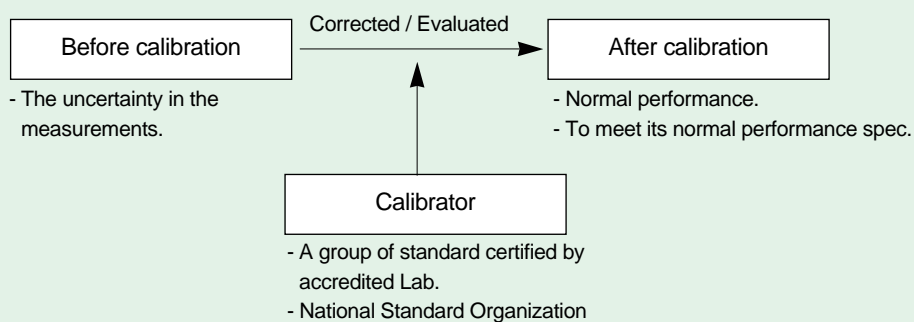 Corrected / Evaluated
Before calibration
After calibration
- The uncertainty in the
measurements.
- Normal performance.
- To meet its normal performance spec.
Calibrator
- A group of standard certified by
accredited Lab.
- National Standard Organization